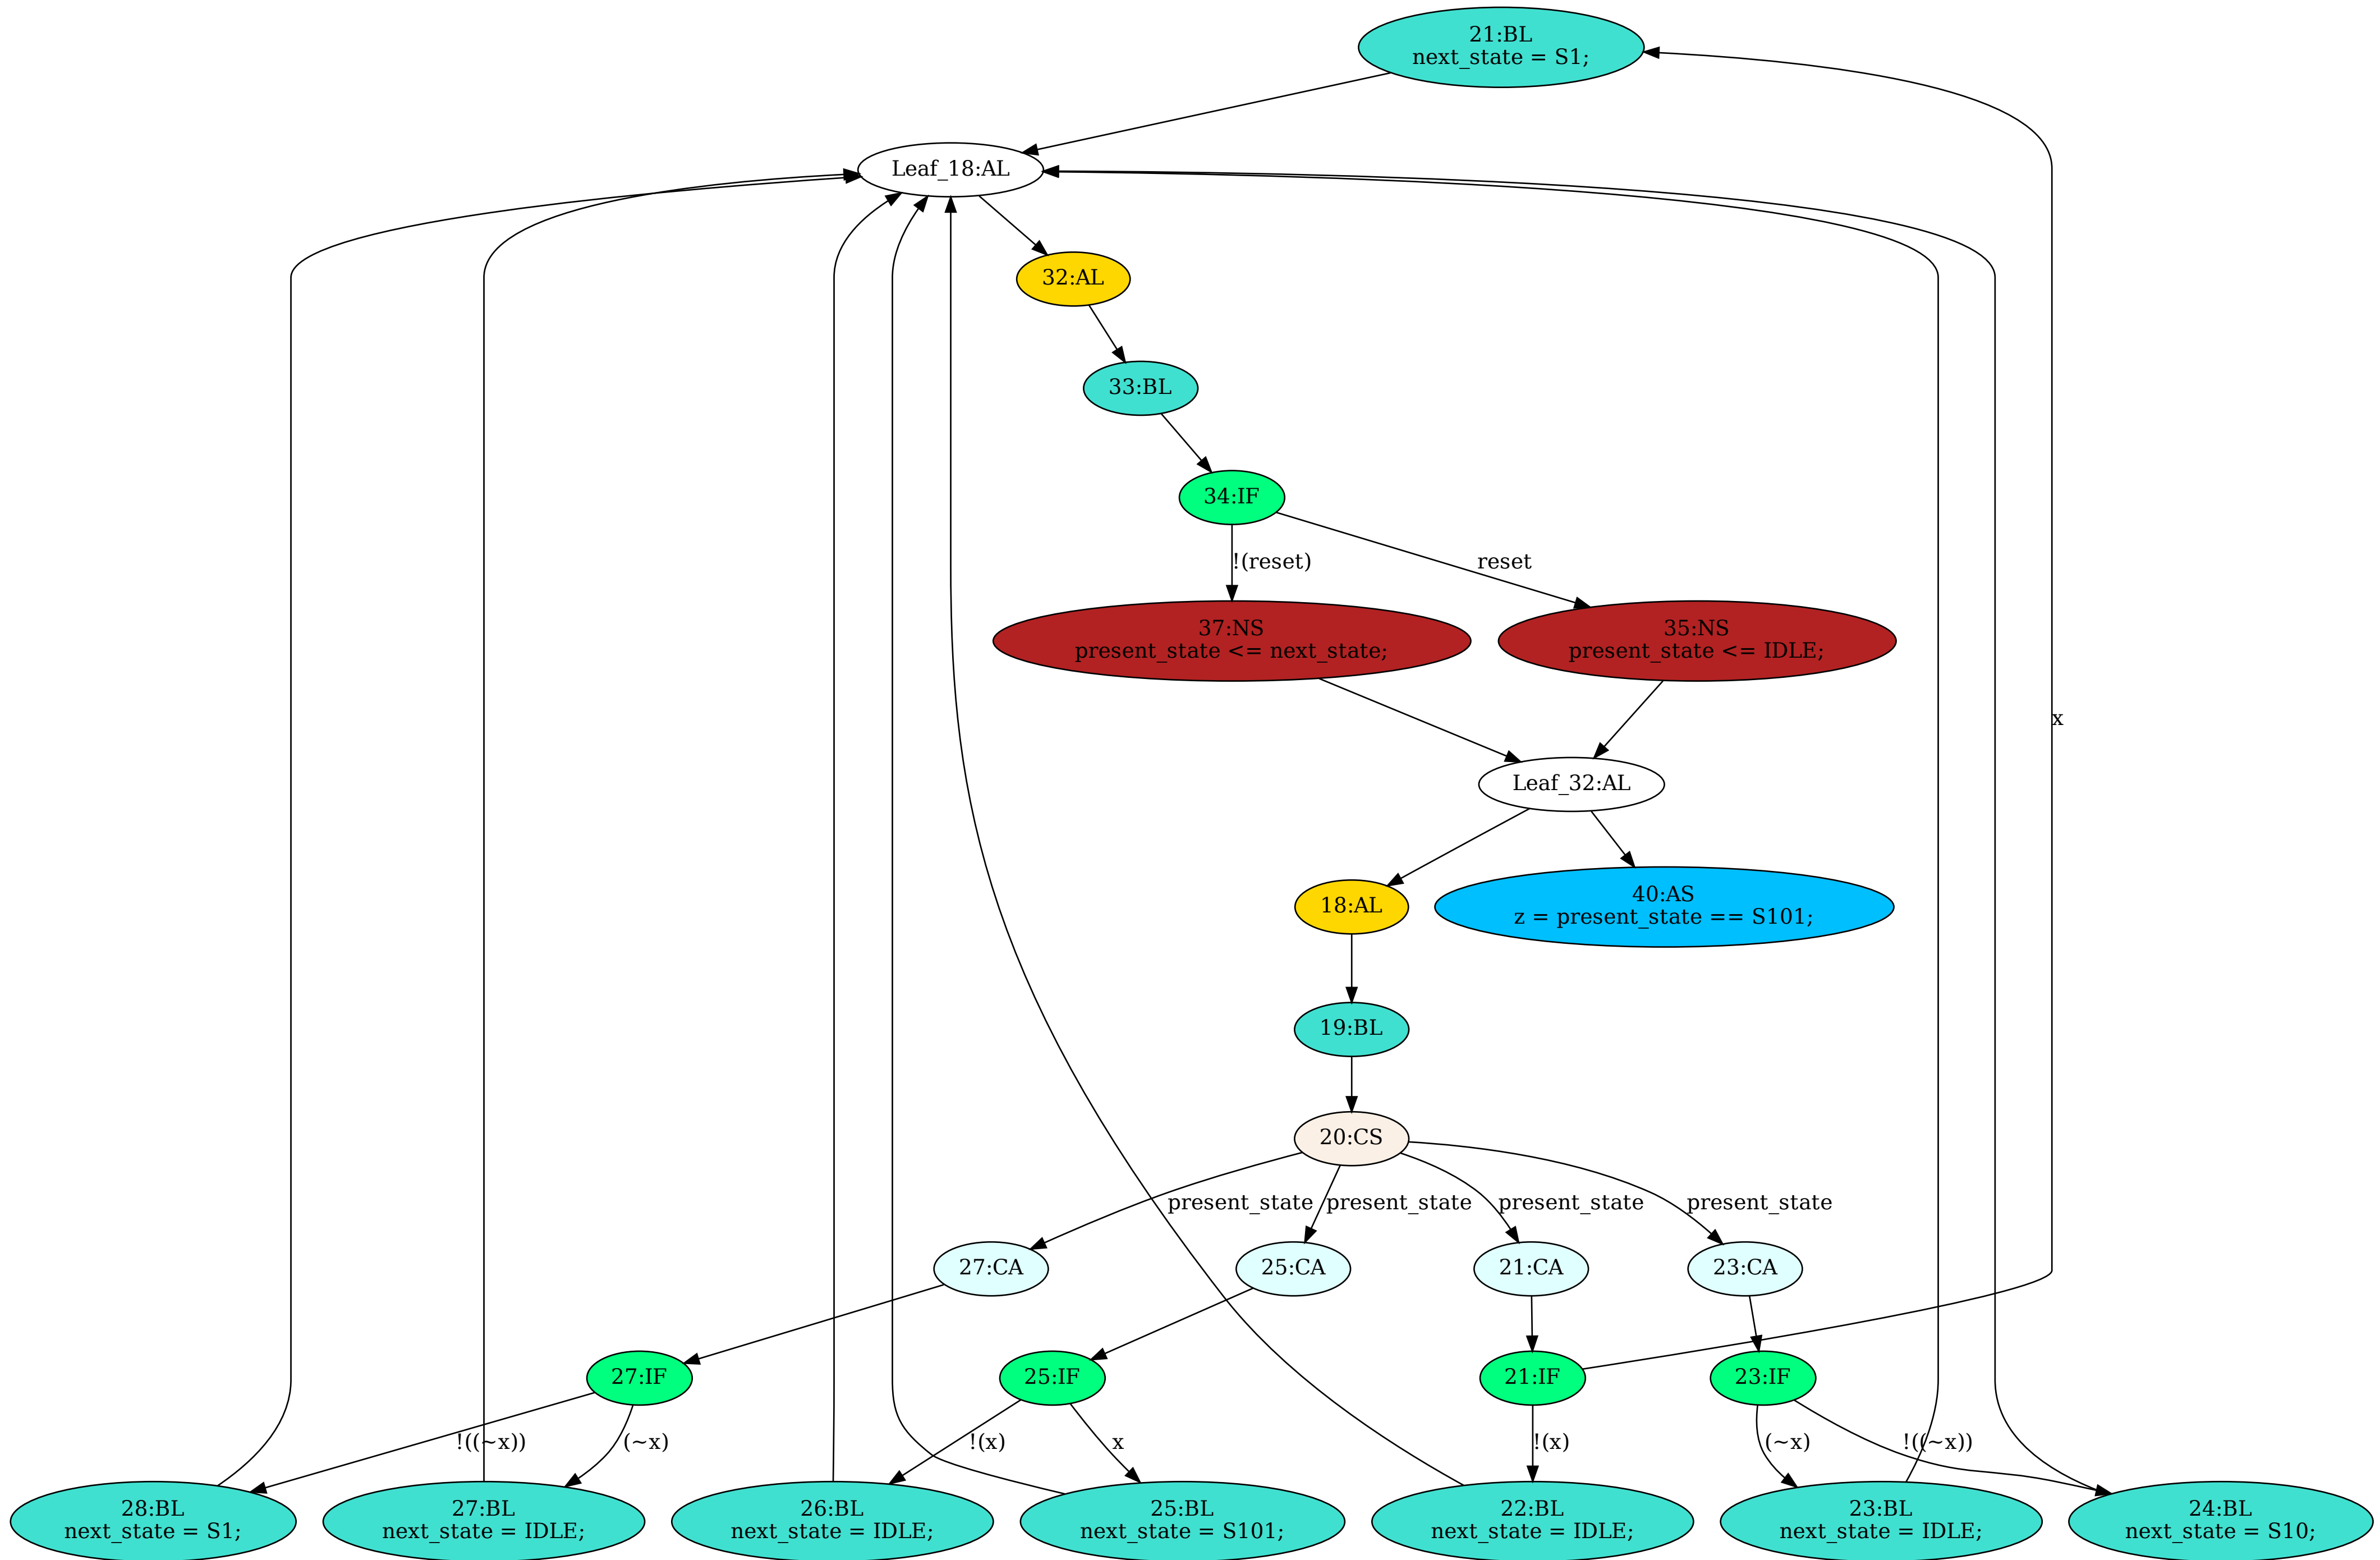 21:BL
next_state = S1;
Leaf_18:AL
32:AL
33:BL
34:IF
!(reset)
reset
37:NS
present_state <= next_state;
35:NS
present_state <= IDLE;
x
Leaf_32:AL
18:AL
40:AS
z = present_state == S101;
19:BL
20:CS
present_state
present_state
present_state
present_state
27:CA
25:CA
21:CA
23:CA
27:IF
25:IF
21:IF
23:IF
!((~x))
(~x)
!(x)
x
!(x)
(~x)
!((~x))
28:BL
next_state = S1;
27:BL
next_state = IDLE;
26:BL
next_state = IDLE;
25:BL
next_state = S101;
22:BL
next_state = IDLE;
23:BL
next_state = IDLE;
24:BL
next_state = S10;